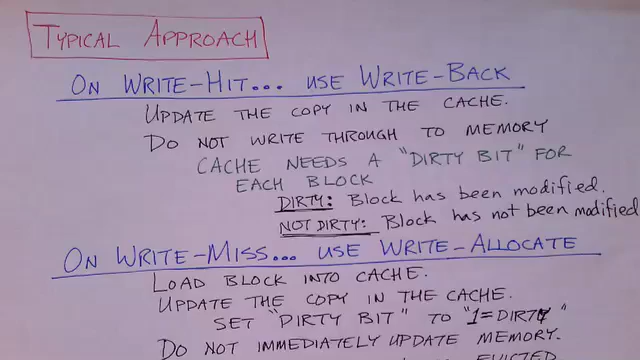 TYPICAL APPROACH
ON WRITE-HIT... USE WRITE-BACK
UPDATE THE COPY IN THE CACHE.
DO NOT WRITE THROUGH TO MEMORY
CACHE NEEDS A "DIRTY BIT" FOR
EACH BLOCK
DIRTY: Block has been modified.
NOT DIRTY: Block has not been modified
ON WRITE-MISS... USE WRITE-ALLOCATE
LOAD BLOCK INTO CACHE.
UPDATE THE COPY IN THE CACHE.
SET "DIRTY BIT" TO "1=DIRTY"
DO NOT IMMEDIATELY UPDATE MEMORY.
EVICTED